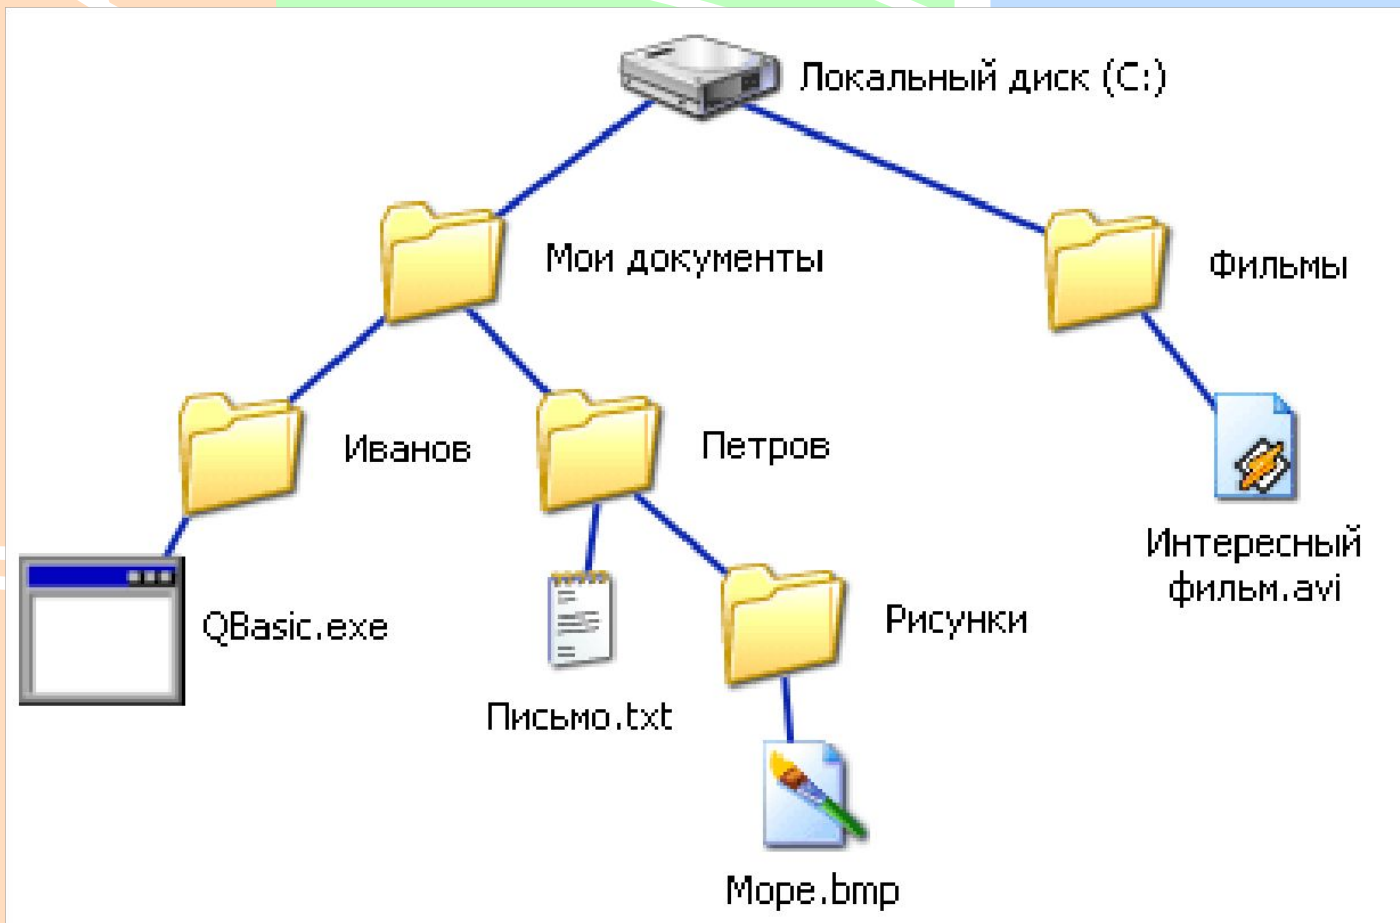 Локальный диск (C:)
Мои документы
Фильмы
Иванов
Петров
Интересный
фильм.avi
QBasic.exe
Рисунки
Письмо.txt
Море.bmp